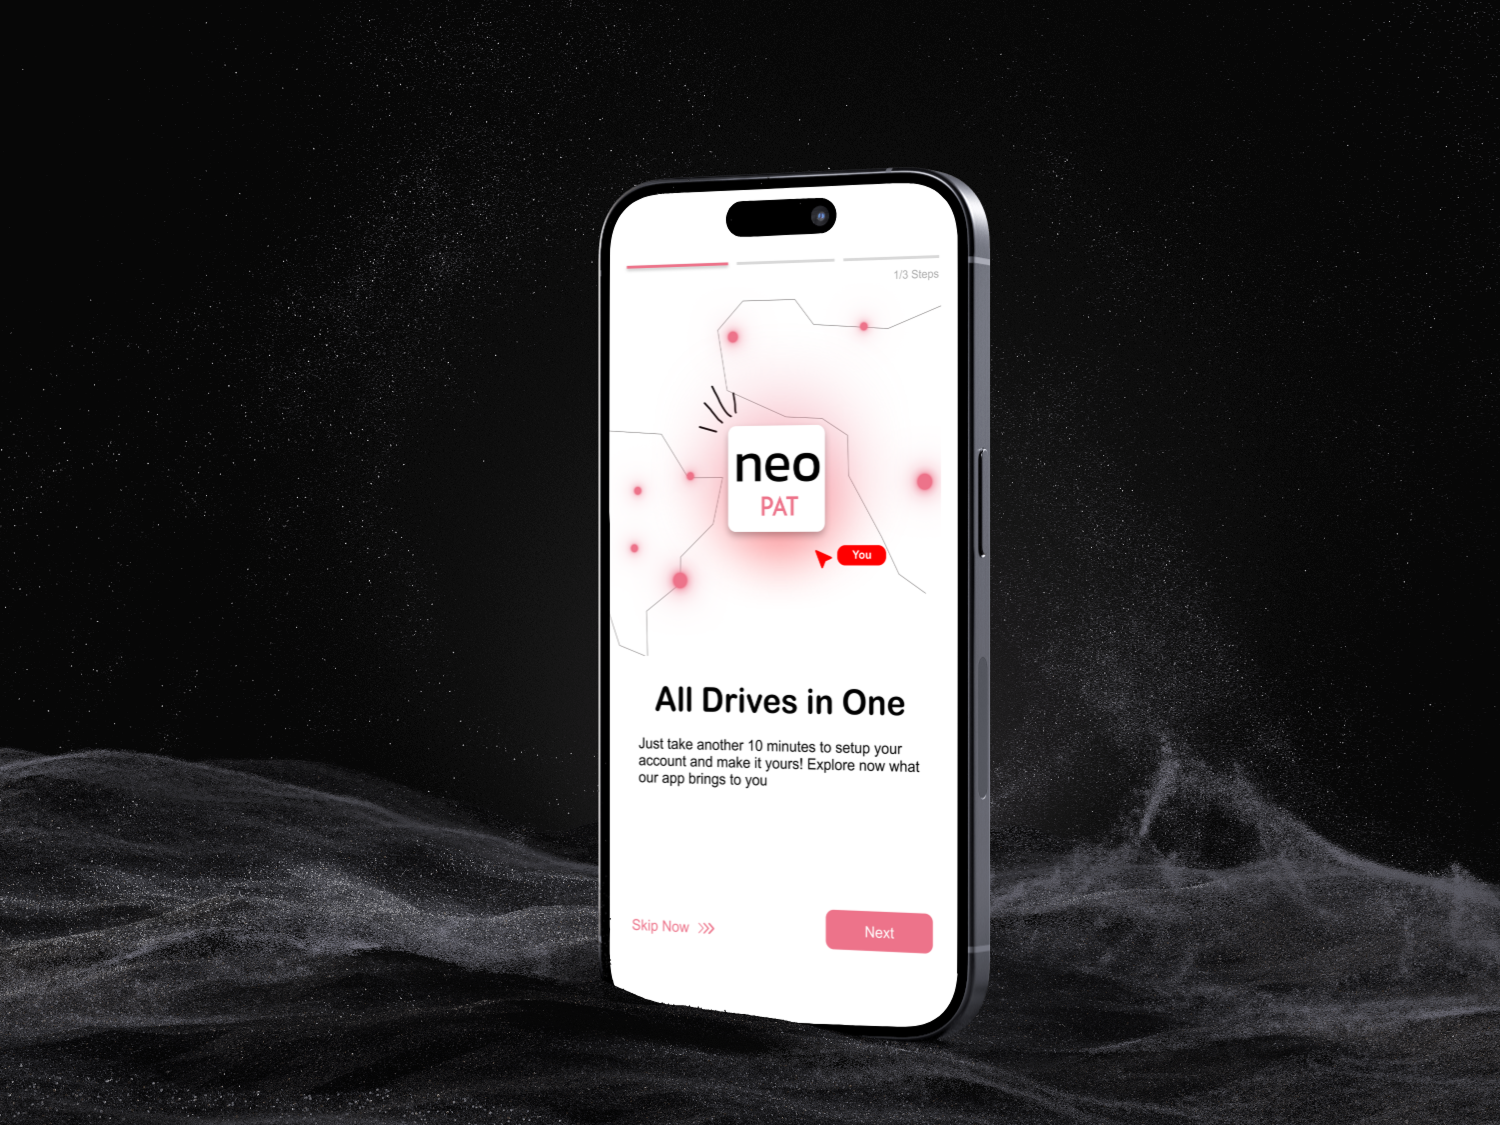 1/3 Steps
neo
PAT
You
All Drives in One
Just take another 10 minutes to setup your
account and make it yours! Explore now what
our app brings to you
Skip Now
Next